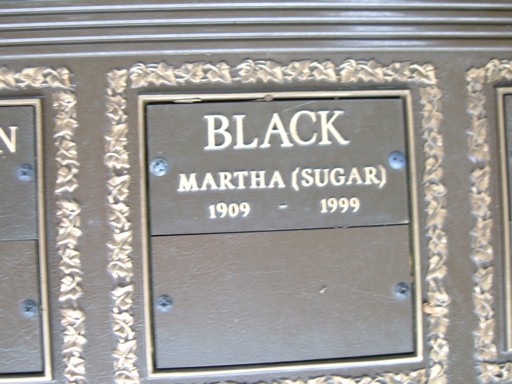 BLACK
MARTHA (SUGAR)
1909 - 1999
N